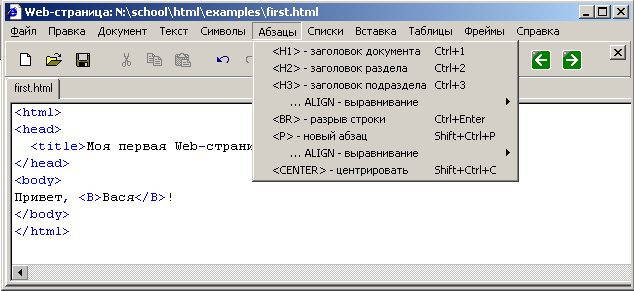 Web-страница: N:\school\html\examples\first.html
Файл Правка Документ Текст Символы Абзацы Списки Вставка Таблицы Фреймы Справка
<H1> - заголовок документа Ctrl+1
<H2> - заголовок раздела Ctrl+2
<H3> - заголовок подраздела Ctrl+3
... ALIGN - выравнивание
<BR> - разрыв строки Ctrl+Enter
<P> - новый абзац Shift+Ctrl+P
... ALIGN - выравнивание
<CENTER> - центрировать Shift+Ctrl+C
first.html
<html>
<head>
<title>Моя первая Web-страни
</head>
<body>
Привет, <B>Вася</B>!
</body>
</html>